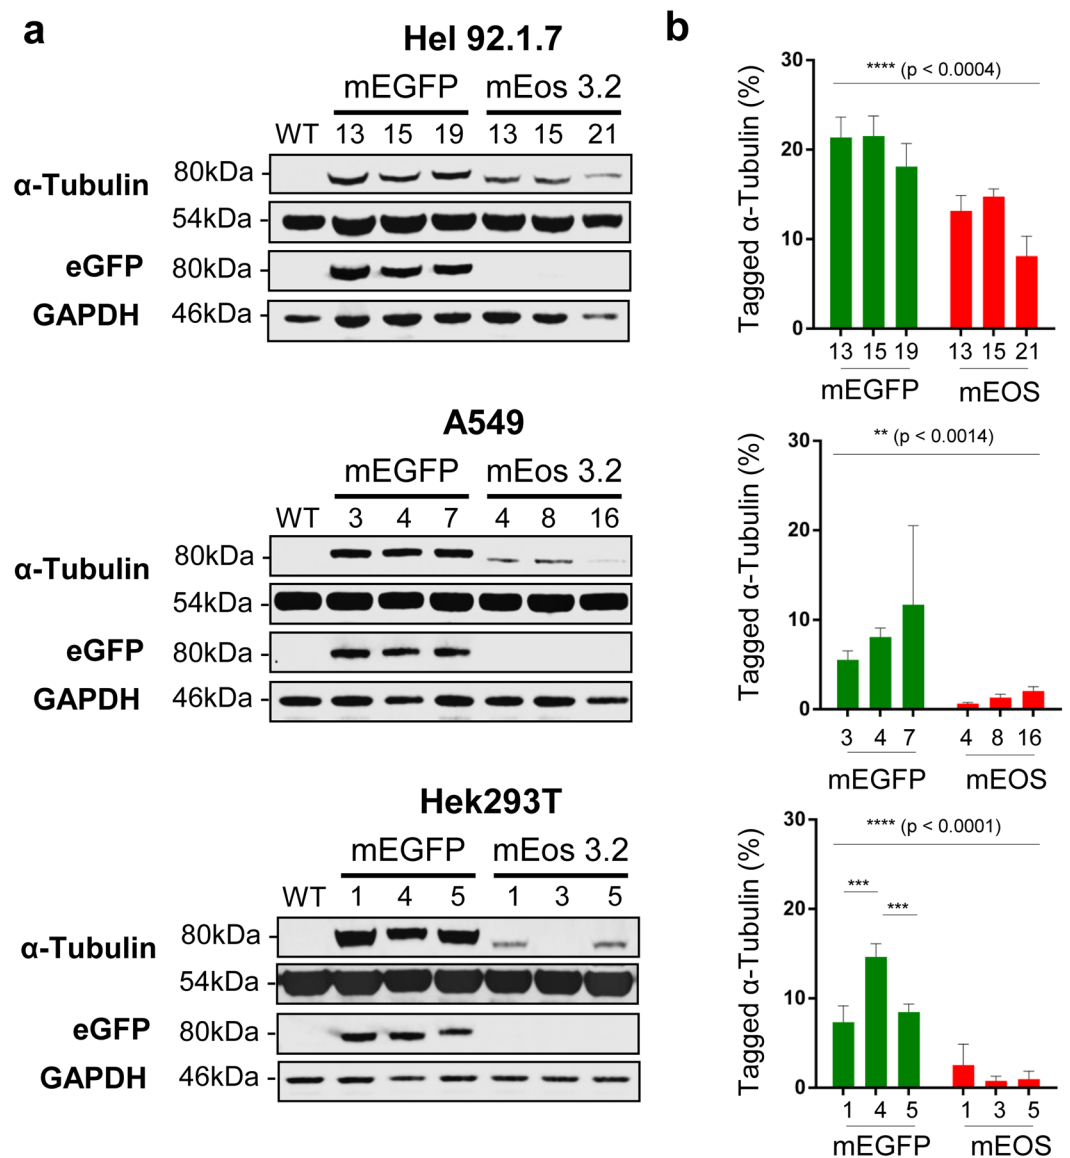 a
Hel 92.1.7
mEGFP mEos 3.2
WT 13 15 19 13 15 21
α-Tubulin 80kDa -
54kDa -
eGFP 80kDa -
GAPDH 46kDa -
A549
mEGFP mEos 3.2
WT 3 4 7 4 8 16
α-Tubulin 80kDa -
54kDa -
eGFP 80kDa -
GAPDH 46kDa -
Hek293T
mEGFP mEos 3.2
WT 1 4 5 1 3 5
α-Tubulin 80kDa -
54kDa -
eGFP 80kDa -
GAPDH 46kDa -
b
Tagged α-Tubulin (%)
30
20
10
0
**** (p < 0.0004)
13 15 19 13 15 21
mEGFP mEOS
Tagged α-Tubulin (%)
30
20
10
0
** (p < 0.0014)
3 4 7 4 8 16
mEGFP mEOS
Tagged α-Tubulin (%)
30
20
10
0
**** (p < 0.0001)
***
***
1 4 5 1 3 5
mEGFP mEOS